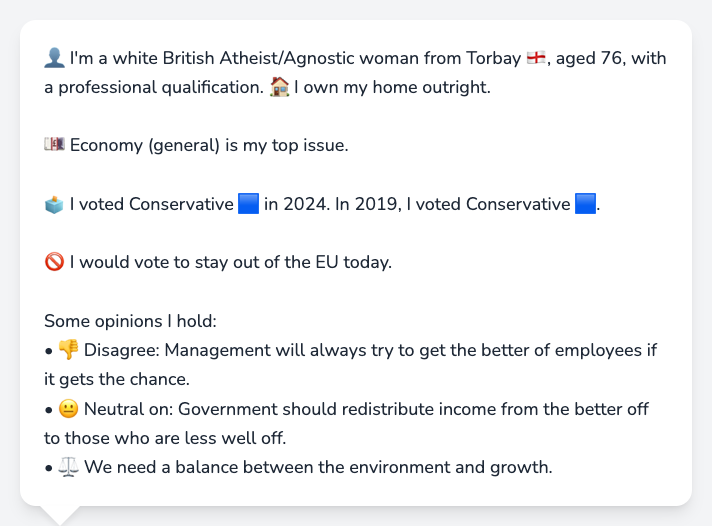 👤 I'm a white British Atheist/Agnostic woman from Torbay 🏴󠁧󠁢󠁥󠁮󠁧󠁿, aged 76, with
a professional qualification. 🏠 I own my home outright.
💷 Economy (general) is my top issue.
🗳️ I voted Conservative 🟦 in 2024. In 2019, I voted Conservative 🟦.
🚫 I would vote to stay out of the EU today.
Some opinions I hold:
• 👎 Disagree: Management will always try to get the better of employees if
it gets the chance.
• 😐 Neutral on: Government should redistribute income from the better off
to those who are less well off.
• ⚖️ We need a balance between the environment and growth.